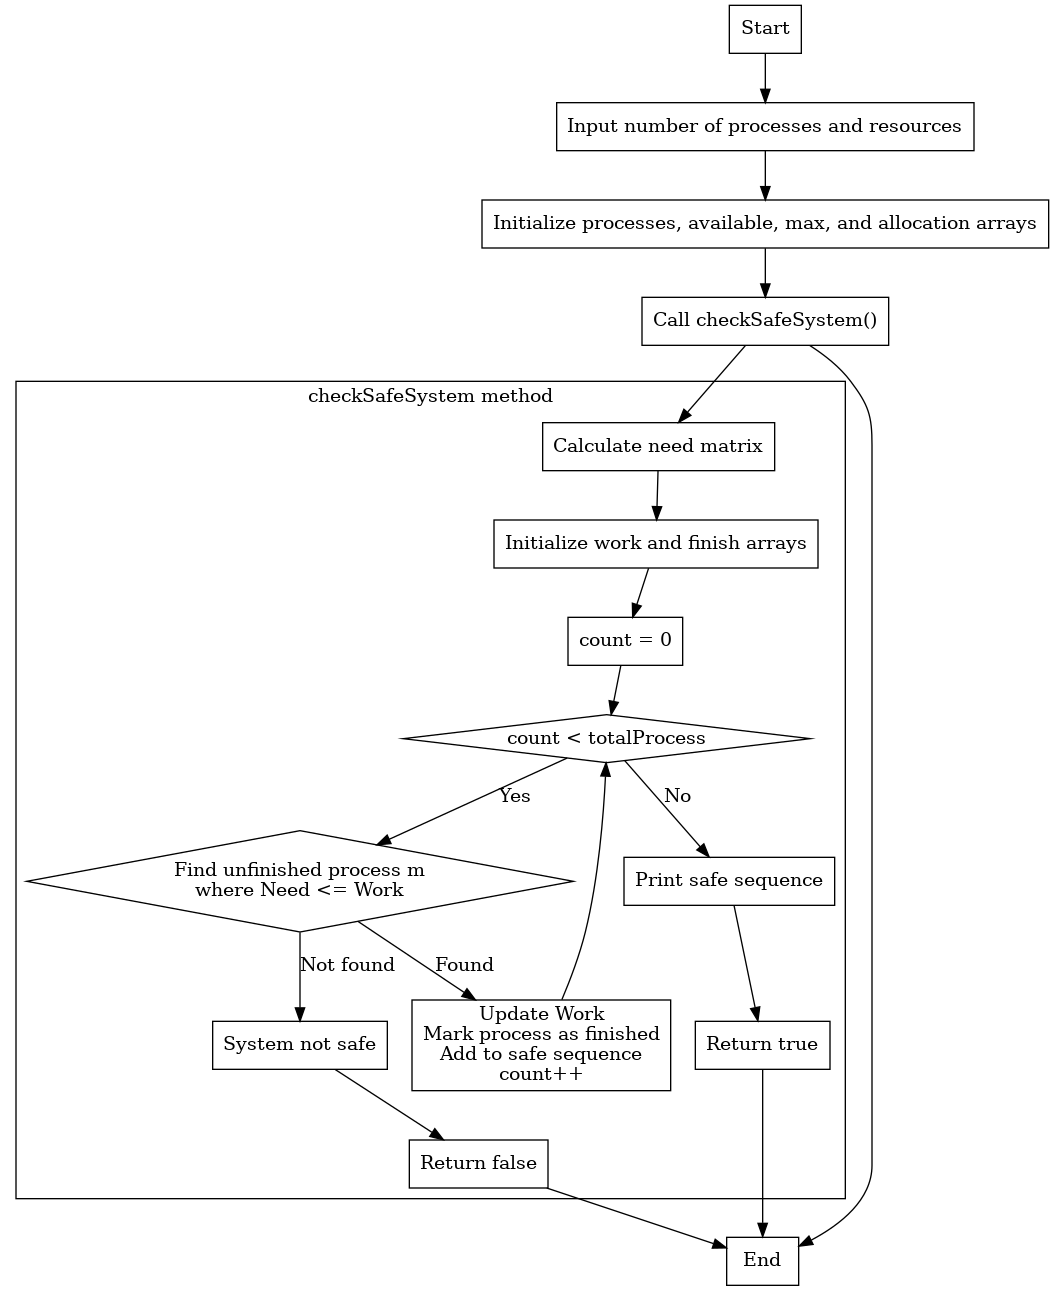 Start
Input number of processes and resources
Initialize processes, available, max, and allocation arrays
Call checkSafeSystem()
checkSafeSystem method
Calculate need matrix
Initialize work and finish arrays
count = 0
count < totalProcess
Yes
No
Find unfinished process m
where Need <= Work
Print safe sequence
Not found
Found
System not safe
Update Work
Mark process as finished
Add to safe sequence
count++
Return true
Return false
End